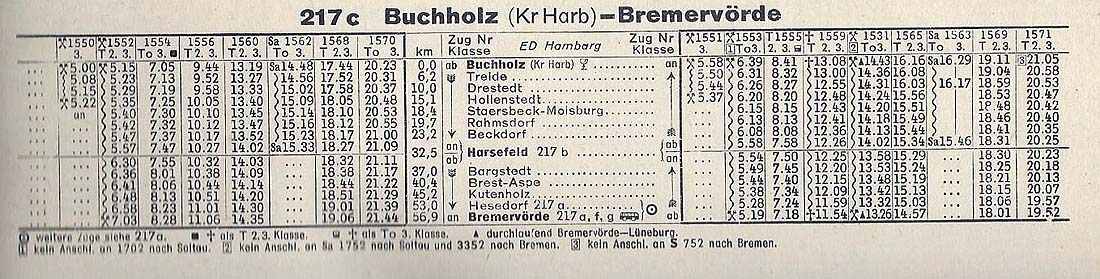 217c Buchholz (Kr Harb)–Bremervörde
⚒1550 ⚒1552 1554 1556 1560 Sa 1562 1568 1570 km Zug Nr ED Hamburg Zug Nr ⚒1551 ⚒1553 T1555 †1559 ⚒1531 1565 Sa 1563 1569 1571
3. T 2.3. To 3. ■ T 2.3. T 2.3. To 3. T 2.3. To 3. Klasse Klasse 3. 1 To3. 2. 3. T 2.3. 2 To3. T 2.3. To 3. T 2.3. T 2.3.
... ⚒5.00 ⚒5.15 7.05 9.44 13.19 Sa14.48 17.44 20.23 0,0 ab Buchholz (Kr Harb) an ⚒5.58 ⚒6.39 8.41 †13.08 ⚒▲1443 16.16 Sa16.29 19.11 3 21.05
... 5.08 5.23 7.13 9.52 13.27 14.56 17.52 20.31 6,2 Trelde 5.50 6.31 8.32 13.00 14.36 16.08 19.04 20.58
... 5.15 5.29 7.19 9.58 13.33 15.02 17.58 20.37 10,0 Drestedt 5.44 6.26 8.27 12.55 14.31 16.03 16.17 18.59 20.53
... ⚒5.22 5.35 7.25 10.05 13.40 15.09 18.05 20.48 15,1 Hollenstedt ⚒5.37 6.20 8.20 12.48 14.24 15.56 18.53 20.47
... an 5.40 7.30 10.10 13.45 15.14 18.10 20.53 18,4 Staersbeck-Moisburg 6.15 8.15 12.43 14.20 15.51 18.48 20.42
... 5.42 7.32 10.12 13.47 15.18 18.12 20.55 19,7 Rahmsdorf 6.13 8.13 12.41 14.18 15.49 18.46 20.40
... 5.47 7.37 10.17 13.52 15.23 18.17 21.00 23,2 Beckdorf 6.08 8.08 12.36 14.13 15.44 18.41 20.35
... 5.57 7.47 10.27 14.02 Sa15.33 18.27 21.09 32,5 an Harsefeld 217 b ab 5.58 7.58 12.26 14.02 15.34 Sa15.46 18.31 20.25
... 6.30 7.55 10.32 14.03 ... 18.32 21.11 ab an 5.54 7.50 12.25 13.58 15.29 ... 18.30 20.23
... 6.36 8.01 10.38 14.09 ... 18.38 21.17 37,0 Bargstedt 5.49 7.45 12.20 13.53 15.24 ... 18.25 20.18
... 6.41 8.06 10.44 14.14 ... 18.44 21.22 40,4 Brest-Aspe 5.44 7.40 12.15 13.48 15.19 ... 18.21 20.13
... 6.48 8.13 10.51 14.20 ... 18.51 21.29 45,2 Kutenholz 5.38 7.34 12.09 13.42 15.13 ... 18.15 20.07
... 6.58 8.23 11.01 14.30 ... 19.01 21.39 53,0 Hesedorf 217 a 5.28 7.24 11.59 13.31 15.03 ... 18.06 19.57
... ⚒7.03 8.28 11.06 14.35 ... 19.06 21.44 56,9 an Bremervörde 217 a, f, g ab ⚒5.19 7.18 †11.54 ⚒▲13.26 14.57 ... 18.01 19.52
⊙ weitere Züge siehe 217a. ■ † als T 2.3. Klasse. † als To 3. Klasse. ▲ durchlaufend Bremervörde–Lüneburg.
1 kein Anschl. an 1702 nach Soltau. 2 kein Anschl. an Sa 1752 nach Soltau und 3352 nach Bremen. 3 kein Anschl. an S 752 nach Bremen.